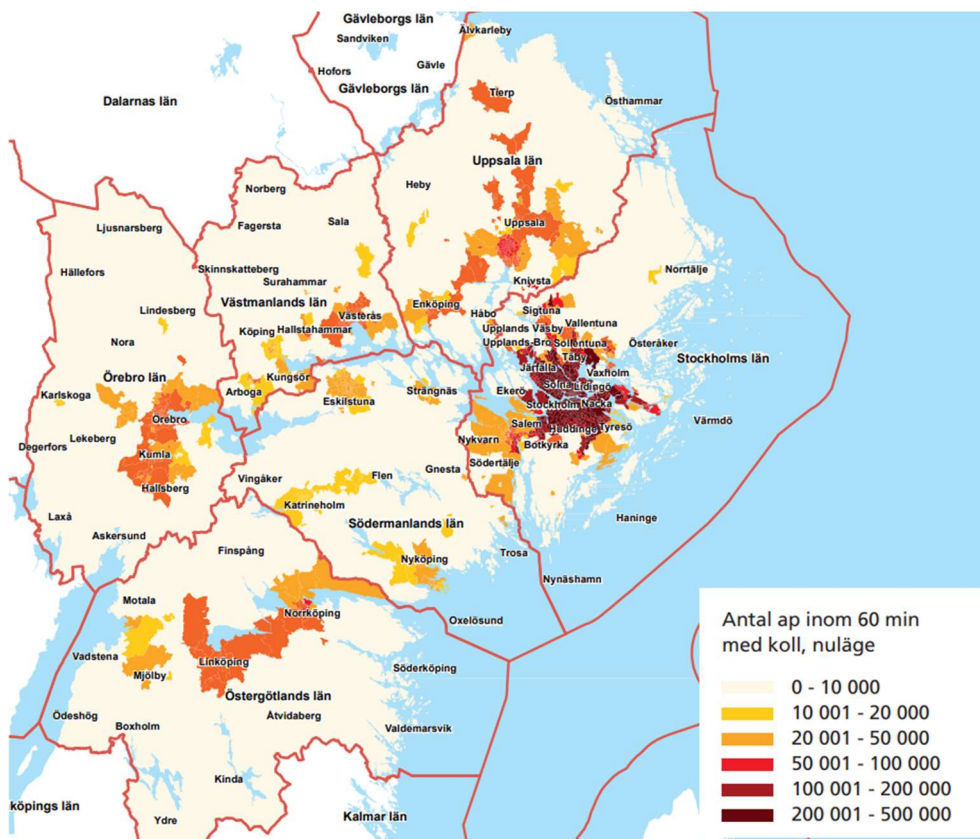 Gävleborgs län
Sandviken
Älvkarleby
Hofors
Gävle
Gävleborgs län
Dalarnas län
Tierp
Östhammar
Uppsala län
Heby
Norberg
Ljusnarsberg
Fagersta
Sala
Uppsala
Hällefors
Skinnskatteberg
Surahammar
Knivsta
Norrtälje
Västmanlands län
Enköping
Lindesberg
Håbo
Sigtuna
Västerås
Köping
Hallstahammar
Upplands Väsby
Vallentuna
Nora
Upplands-Bro
Sollentuna
Österåker
Stockholms län
Täby
Järfälla
Vaxholm
Örebro län
Kungsör
Solna
Lidingö
Karlskoga
Arboga
Strängnäs
Ekerö
Eskilstuna
Stockholm
Nacka
Örebro
Värmdö
Salem
Huddinge
Tyresö
Lekeberg
Nykvarn
Degerfors
Kumla
Botkyrka
Södertälje
Gnesta
Flen
Vingåker
Hallsberg
Katrineholm
Laxå
Södermanlands län
Haninge
Askersund
Finspång
Trosa
Nyköping
Nynäshamn
Motala
Norrköping
Oxelösund
Vadstena
Linköping
Söderköping
Mjölby
Östergötlands län
Ödeshög
Åtvidaberg
Boxholm
Valdemarsvik
Kinda
köpings län
Kalmar län
Ydre
Antal ap inom 60 min
med koll, nuläge
0 - 10 000
10 001 - 20 000
20 001 - 50 000
50 001 - 100 000
100 001 - 200 000
200 001 - 500 000